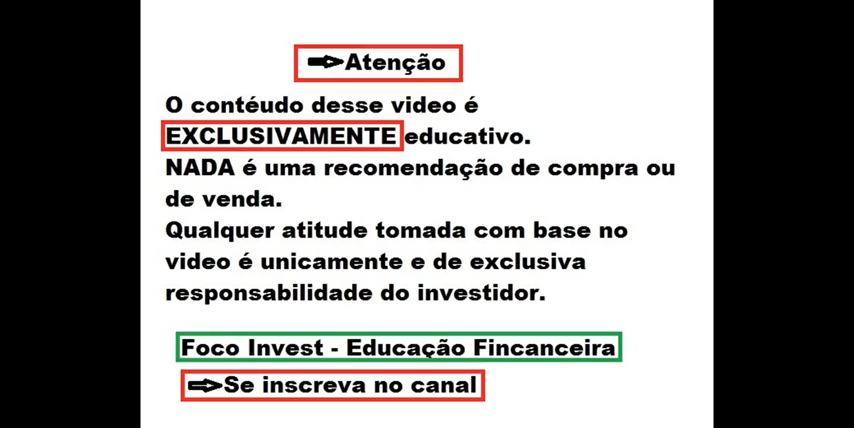 ⇨Atenção
O contéudo desse video é
EXCLUSIVAMENTE educativo.
NADA é uma recomendação de compra ou
de venda.
Qualquer atitude tomada com base no
video é unicamente e de exclusiva
responsabilidade do investidor.
Foco Invest - Educação Fincanceira
⇨Se inscreva no canal